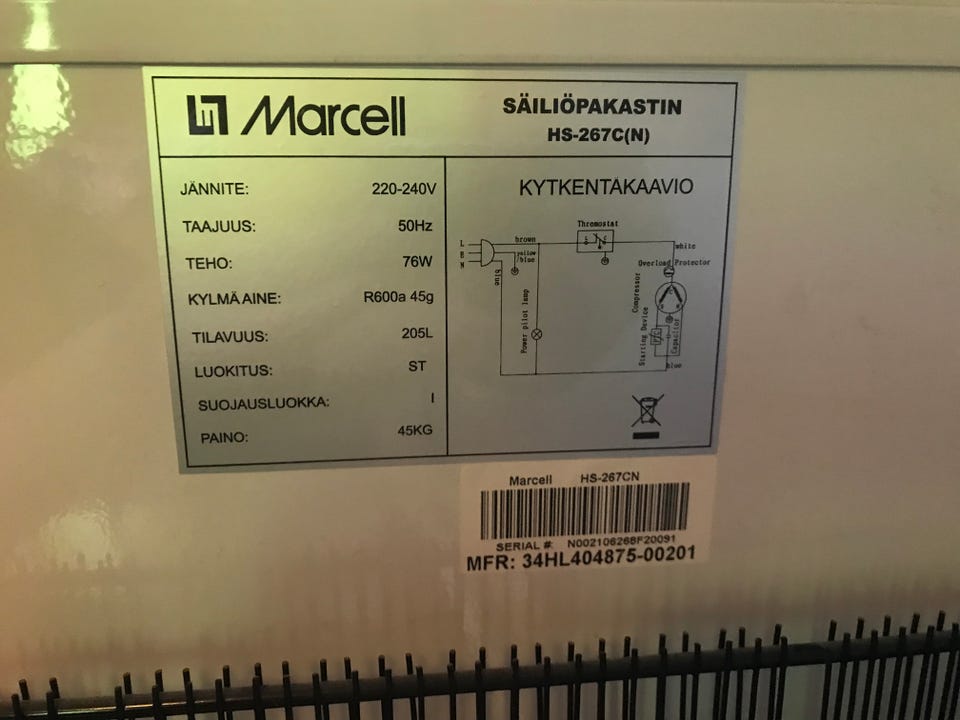 Marcell
SÄILIÖPAKASTIN
HS-267C(N)
JÄNNITE: 220-240V
TAAJUUS: 50Hz
TEHO: 76W
KYLMÄAINE: R600a 45g
TILAVUUS: 205L
LUOKITUS: ST
SUOJAUSLUOKKA: I
PAINO: 45KG
KYTKENTÄKAAVIO
Thremostat
L
E
N
brown
yellow
/blue
blue
white
Overload Protector
Compressor
Power pilot lamp
Starting Device
Capacitor
blue
Marcell HS-267CN
SERIAL #: N002106268F20091
MFR: 34HL404875-00201